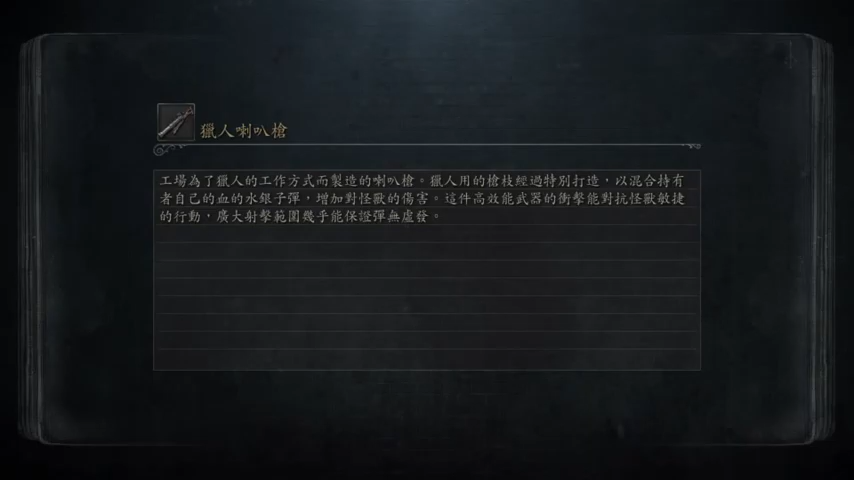 獵人喇叭槍
工場為了獵人的工作方式而製造的喇叭槍。獵人用的槍枝經過特別打造，以混合持有
者自己的血的水銀子彈，增加對怪獸的傷害。這件高效能武器的衝擊能對抗怪獸敏捷
的行動，廣大射擊範圍幾乎能保證彈無虛發。